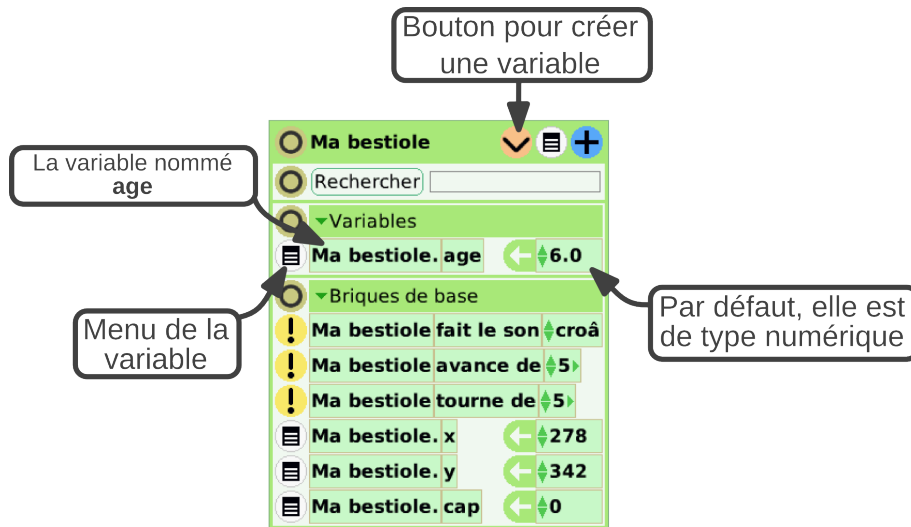 Bouton pour créer
une variable
Ma bestiole
Rechercher
La variable nommé
age
Variables
Ma bestiole. age 6.0
Briques de base
Menu de la
variable
Par défaut, elle est
de type numérique
Ma bestiole fait le son croâ
Ma bestiole avance de 5
Ma bestiole tourne de 5
Ma bestiole. x 278
Ma bestiole. y 342
Ma bestiole. cap 0